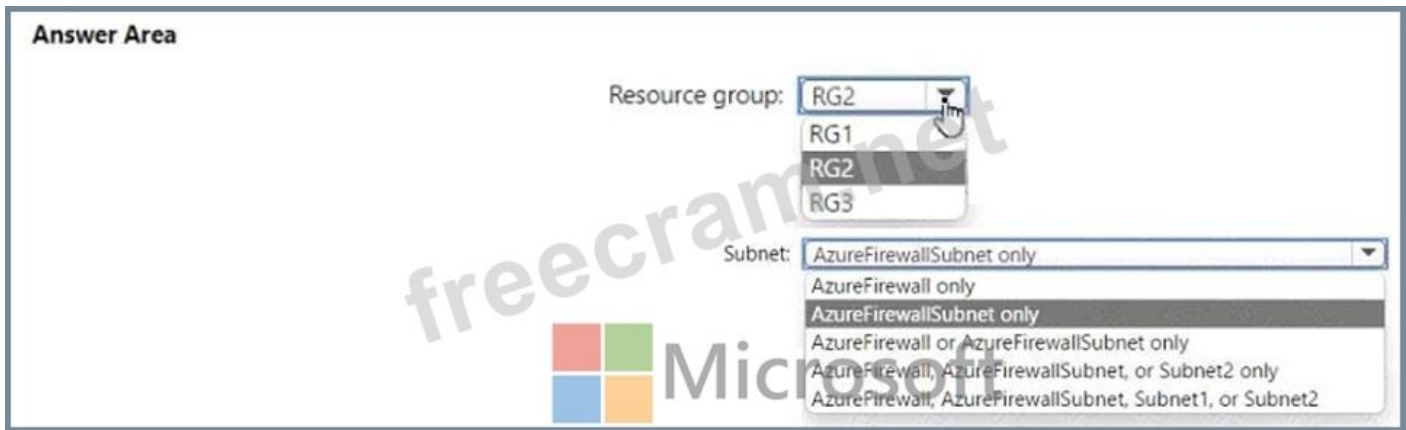 Answer Area
Resource group: RG2
RG1
RG2
RG3
Subnet: AzureFirewallSubnet only
AzureFirewall only
AzureFirewallSubnet only
AzureFirewall or AzureFirewallSubnet only
AzureFirewall, AzureFirewallSubnet, or Subnet2 only
AzureFirewall, AzureFirewallSubnet, Subnet1, or Subnet2
freecram.net
Microsoft